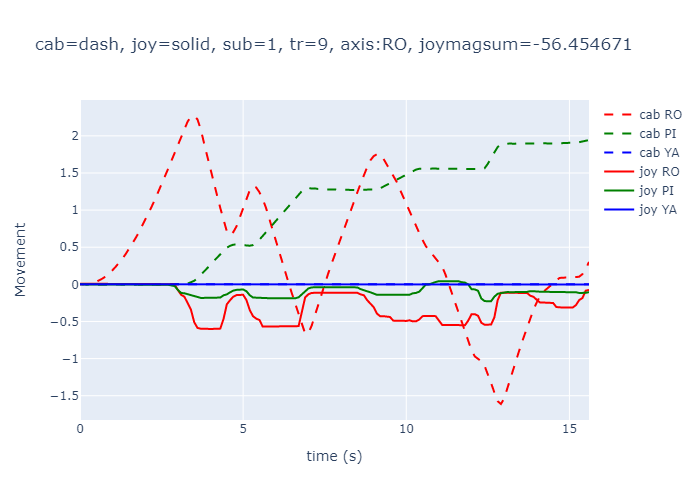 cab=dash, joy=solid, sub=1, tr=9, axis:RO, joymagsum=-56.454671
cab RO
cab PI
cab YA
joy RO
joy PI
joy YA
Movement
2
1.5
1
0.5
0
−0.5
−1
−1.5
0
5
10
15
time (s)